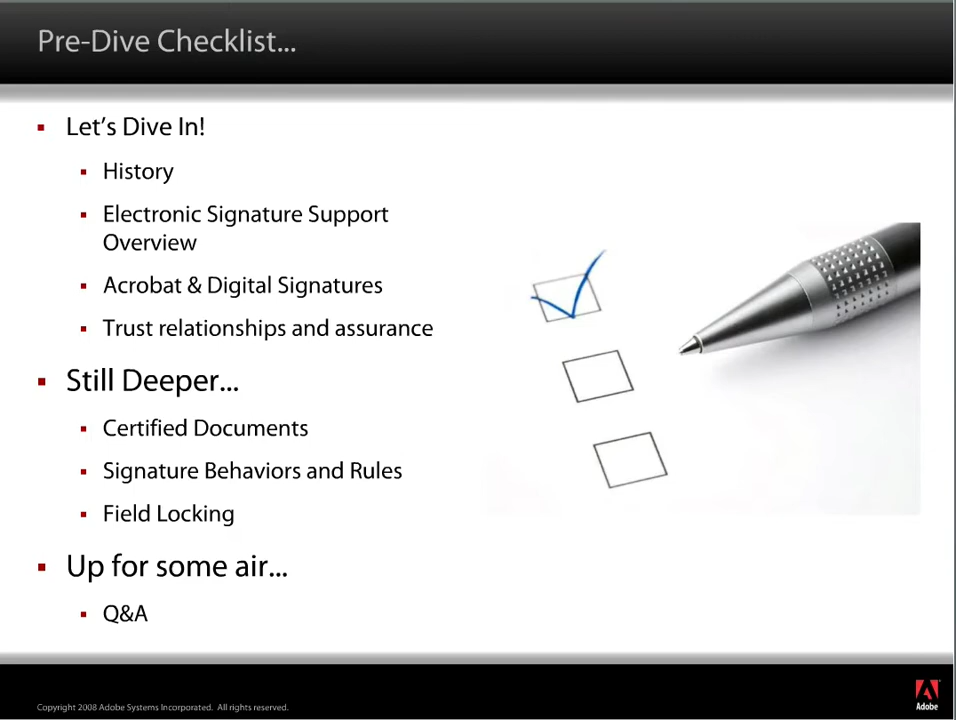 Pre-Dive Checklist...
Let's Dive In!
History
Electronic Signature Support
Overview
Acrobat & Digital Signatures
Trust relationships and assurance
Still Deeper...
Certified Documents
Signature Behaviors and Rules
Field Locking
Up for some air...
Q&A
Copyright 2008 Adobe Systems Incorporated. All rights reserved.
Adobe